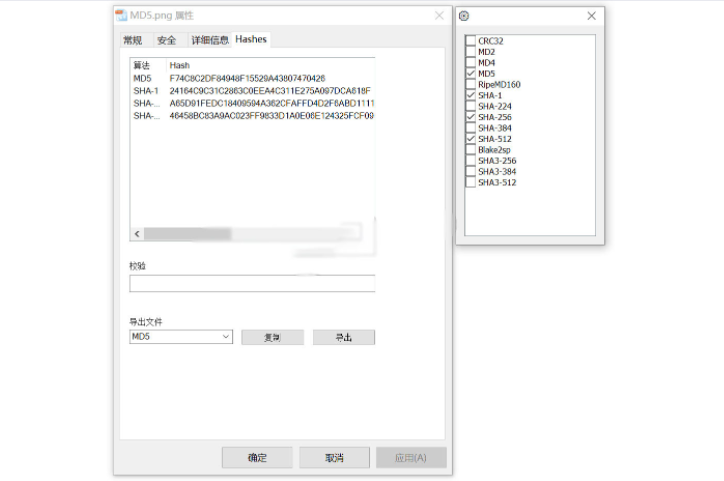 MD5.png 属性
常规 安全 详细信息 Hashes
算法 Hash
MD5 F74C8C2DF84948F15529A43807470426
SHA-1 24164C9C31C2863C0EEA4C311E275A097DCA618F
SHA-... A65D91FEDC18409594A362CFAFFD4D2F6ABD1111
SHA-... 46458BC83A9AC023FF9833D1A0E06E124325FCF09
校验
导出文件
MD5 复制 导出
确定 取消 应用(A)
CRC32
MD2
MD4
MD5
RipeMD160
SHA-1
SHA-224
SHA-256
SHA-384
SHA-512
Blake2sp
SHA3-256
SHA3-384
SHA3-512